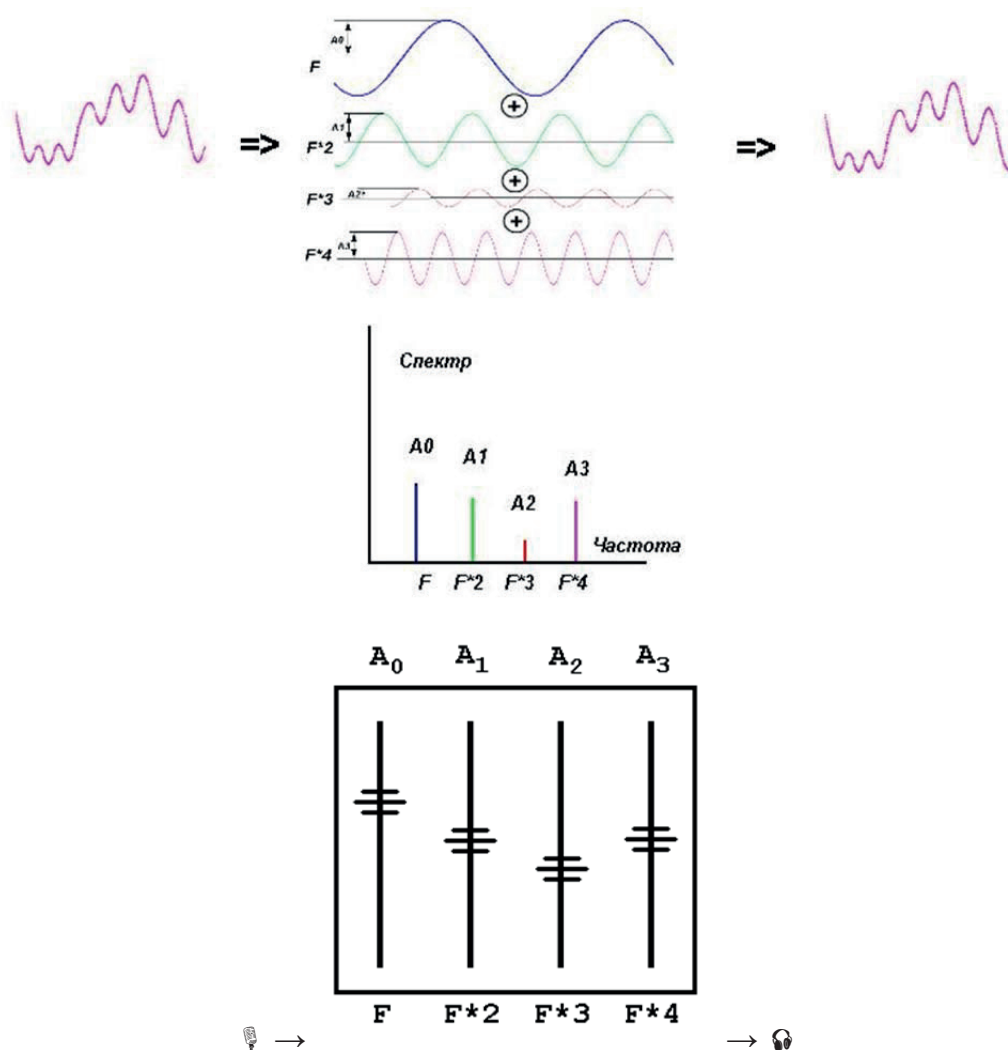 A0
F
+
=> A1 =>
F*2
+
F*3 A2
+
F*4 A3
Спектр
A0
A1
A3
A2
Частота
F F*2 F*3 F*4
A₀ A₁ A₂ A₃
F F*2 F*3 F*4
→ →